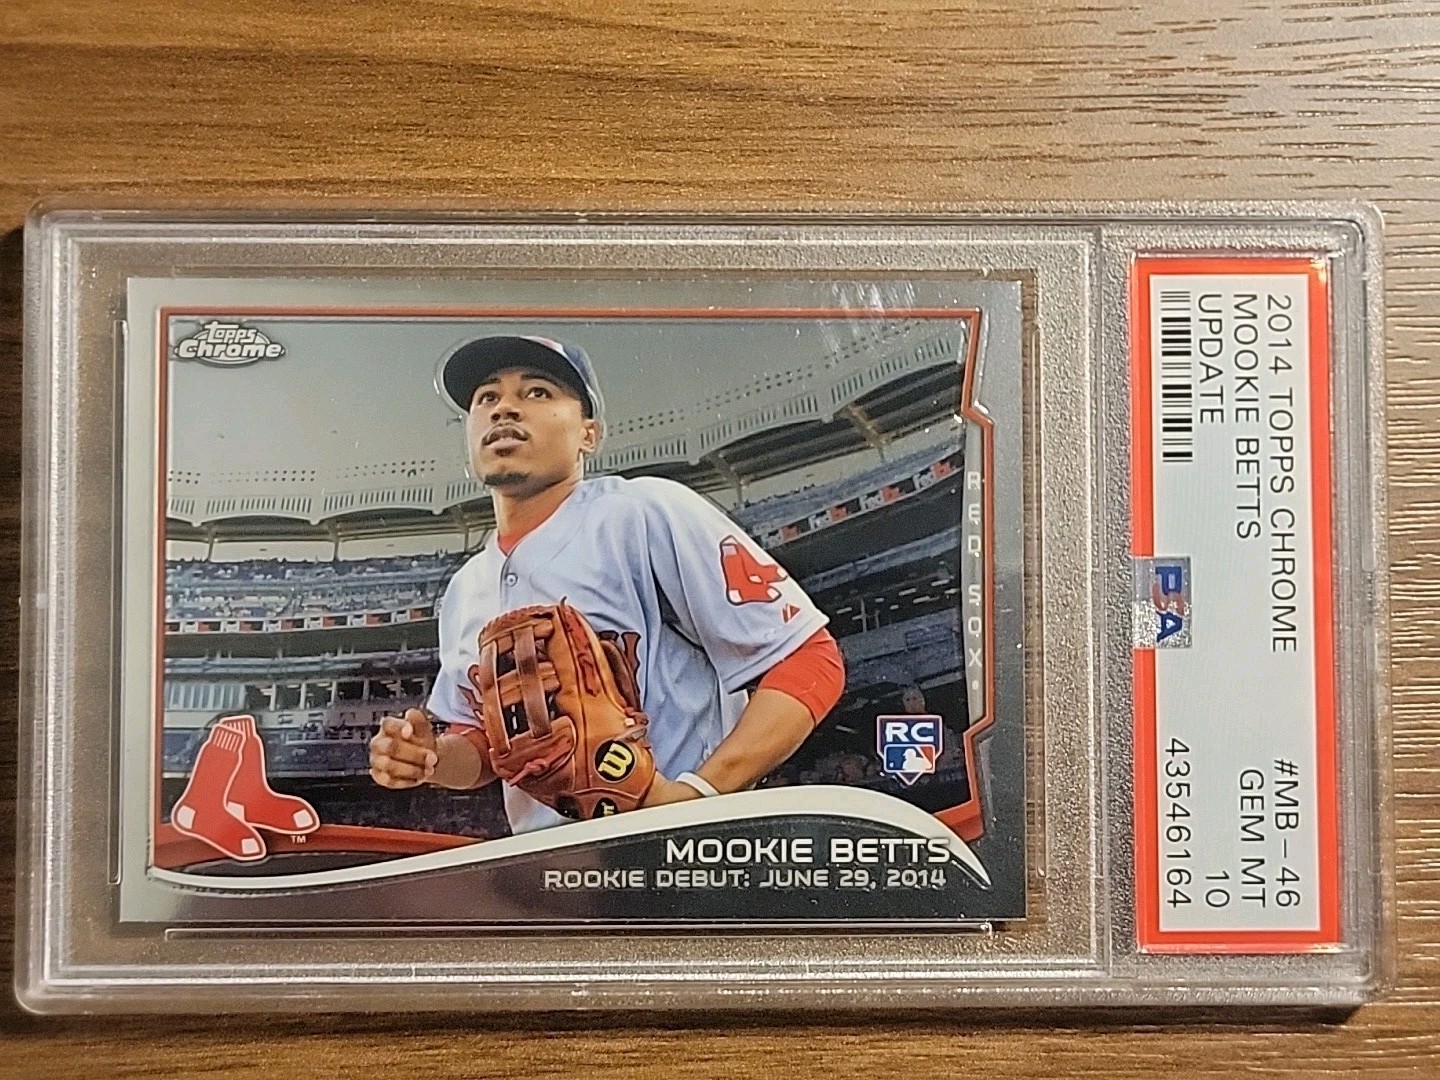 Topps
Chrome
RED SOX
RC
W
TM
MOOKIE BETTS
ROOKIE DEBUT: JUNE 29, 2014
2014 TOPPS CHROME #MB-46
MOOKIE BETTS GEM MT
UPDATE 10
PSA
43546164